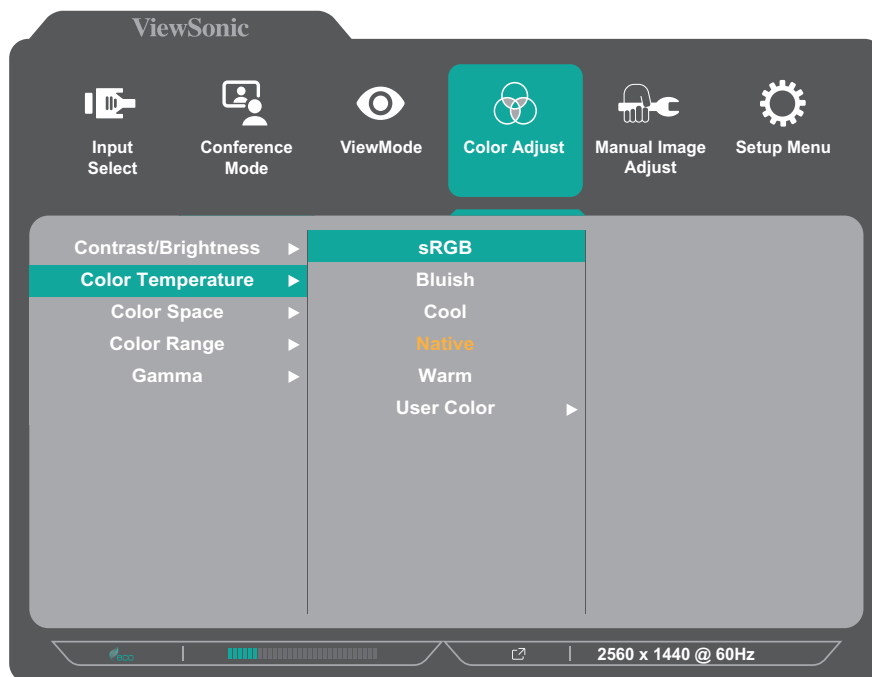 ViewSonic
Input Select
Conference Mode
ViewMode
Color Adjust
Manual Image Adjust
Setup Menu
Contrast/Brightness
Color Temperature
Color Space
Color Range
Gamma
sRGB
Bluish
Cool
Native
Warm
User Color
eco
2560 x 1440 @ 60Hz